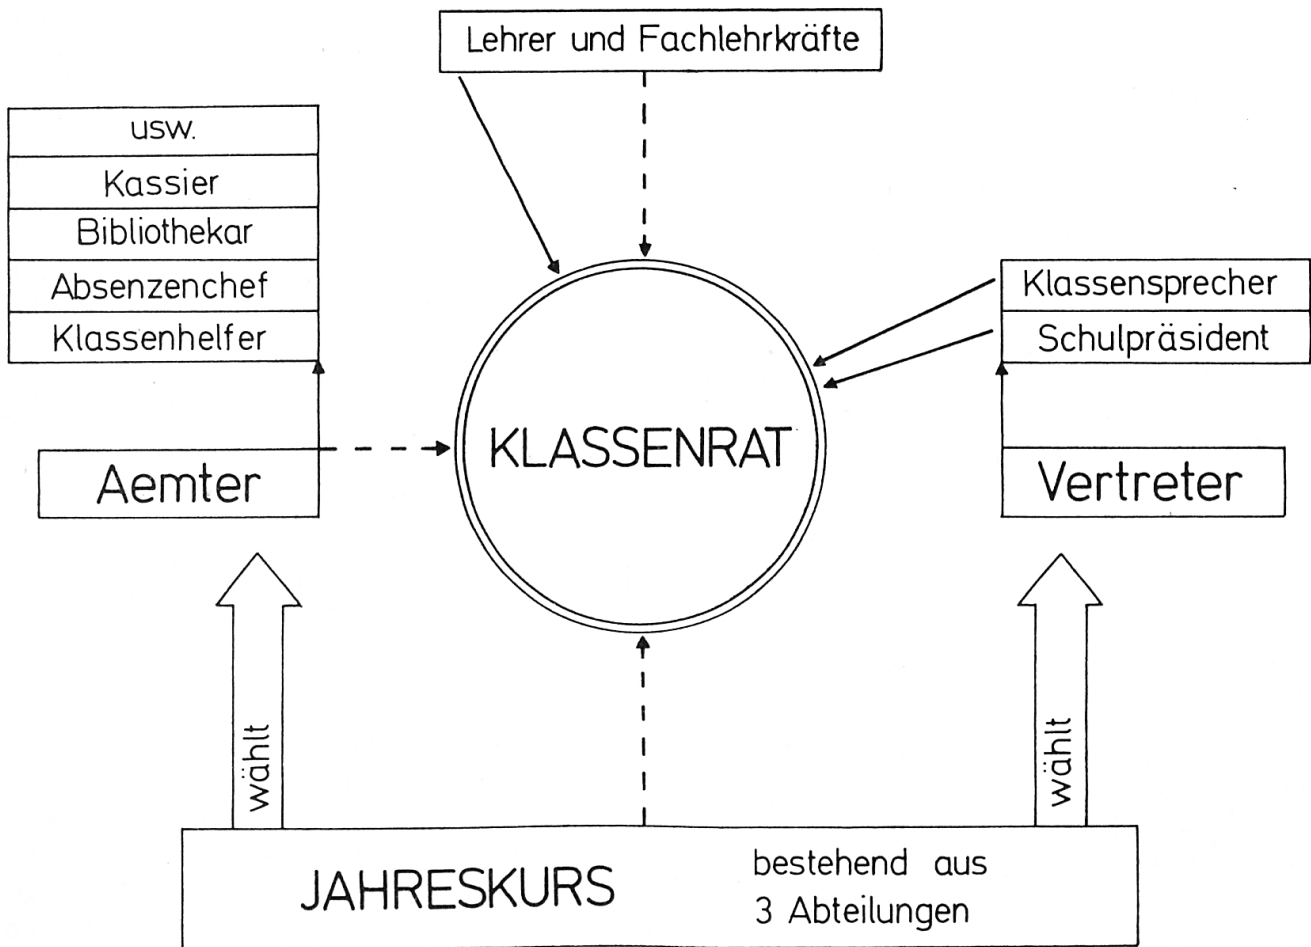 Lehrer und Fachlehrkräfte
usw.
Kassier
Bibliothekar
Absenzenchef
Klassenhelfer
Aemter
KLASSENRAT
Klassensprecher
Schulpräsident
Vertreter
wählt
wählt
JAHRESKURS
bestehend aus
3 Abteilungen